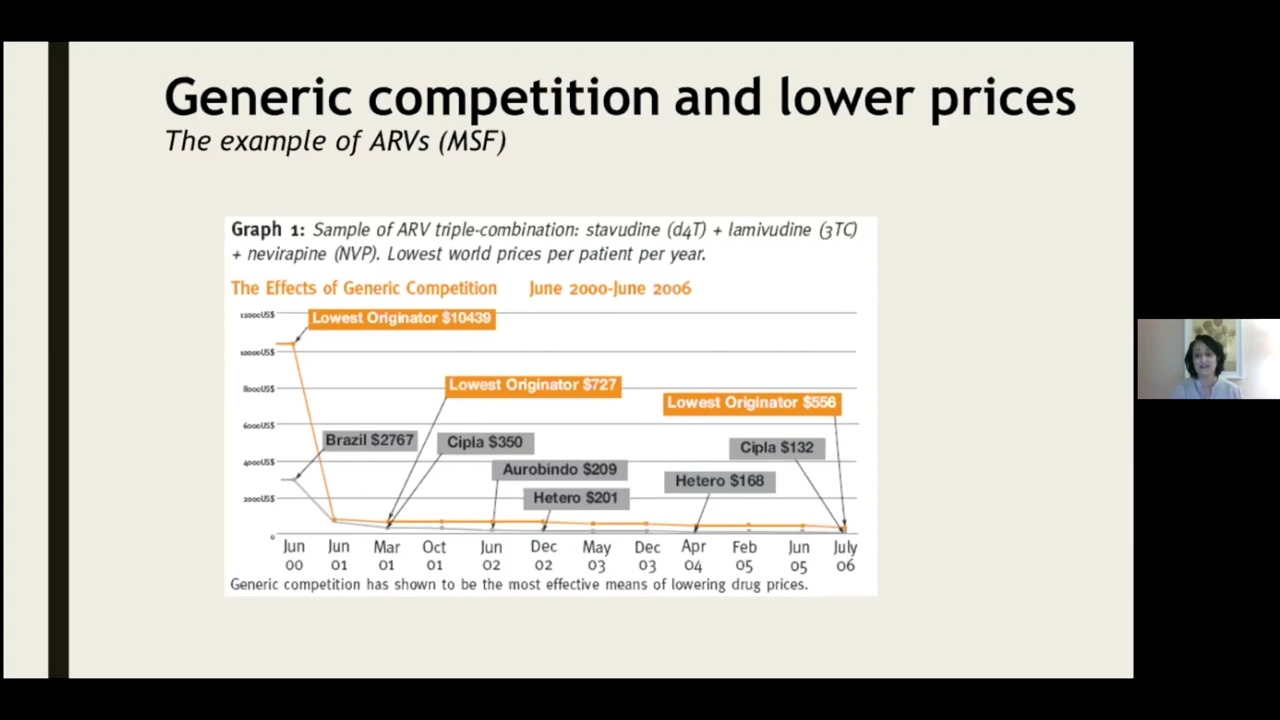 Generic competition and lower prices
The example of ARVs (MSF)
Graph 1: Sample of ARV triple-combination: stavudine (d4T) + lamivudine (3TC)
+ nevirapine (NVP). Lowest world prices per patient per year.
The Effects of Generic Competition June 2000-June 2006
12000US$
Lowest Originator $10439
10000US$
8000US$
Lowest Originator $727
Lowest Originator $556
6000US$
Brazil $2767
Cipla $350
Cipla $132
4000US$
Aurobindo $209
Hetero $168
2000US$
Hetero $201
0
Jun Jun Mar Oct Jun Dec May Dec Apr Feb Jun July
00 01 01 01 02 02 03 03 04 05 05 06
Generic competition has shown to be the most effective means of lowering drug prices.